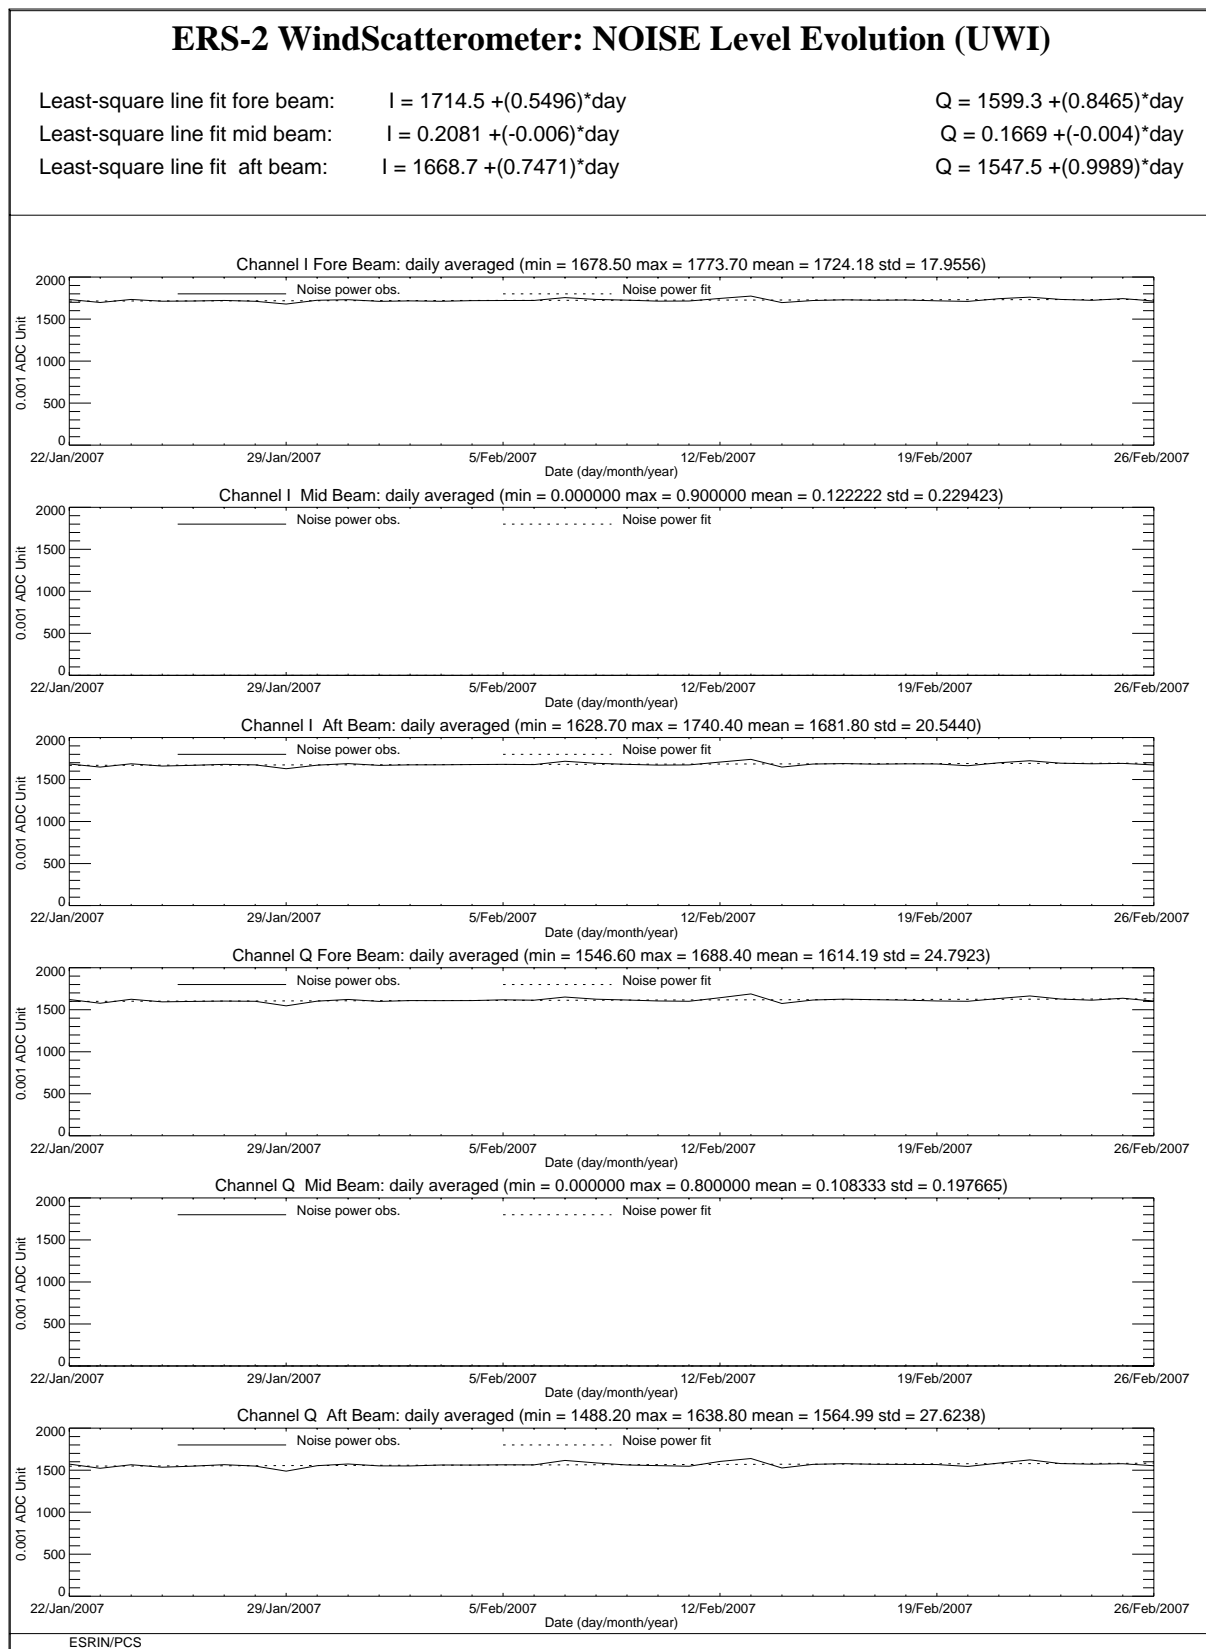 ERS-2 WindScatterometer: NOISE Level Evolution (UWI)
Least-square line fit fore beam: I = 1714.5 +(0.5496)*day Q = 1599.3 +(0.8465)*day
Least-square line fit mid beam: I = 0.2081 +(-0.006)*day Q = 0.1669 +(-0.004)*day
Least-square line fit aft beam: I = 1668.7 +(0.7471)*day Q = 1547.5 +(0.9989)*day
Channel I Fore Beam: daily averaged (min = 1678.50 max = 1773.70 mean = 1724.18 std = 17.9556)
Noise power obs. Noise power fit
2000
1500
1000
500
0
0.001 ADC Unit
22/Jan/2007 29/Jan/2007 5/Feb/2007 12/Feb/2007 19/Feb/2007 26/Feb/2007
Date (day/month/year)
Channel I Mid Beam: daily averaged (min = 0.000000 max = 0.900000 mean = 0.122222 std = 0.229423)
Noise power obs. Noise power fit
2000
1500
1000
500
0
0.001 ADC Unit
22/Jan/2007 29/Jan/2007 5/Feb/2007 12/Feb/2007 19/Feb/2007 26/Feb/2007
Date (day/month/year)
Channel I Aft Beam: daily averaged (min = 1628.70 max = 1740.40 mean = 1681.80 std = 20.5440)
Noise power obs. Noise power fit
2000
1500
1000
500
0
0.001 ADC Unit
22/Jan/2007 29/Jan/2007 5/Feb/2007 12/Feb/2007 19/Feb/2007 26/Feb/2007
Date (day/month/year)
Channel Q Fore Beam: daily averaged (min = 1546.60 max = 1688.40 mean = 1614.19 std = 24.7923)
Noise power obs. Noise power fit
2000
1500
1000
500
0
0.001 ADC Unit
22/Jan/2007 29/Jan/2007 5/Feb/2007 12/Feb/2007 19/Feb/2007 26/Feb/2007
Date (day/month/year)
Channel Q Mid Beam: daily averaged (min = 0.000000 max = 0.800000 mean = 0.108333 std = 0.197665)
Noise power obs. Noise power fit
2000
1500
1000
500
0
0.001 ADC Unit
22/Jan/2007 29/Jan/2007 5/Feb/2007 12/Feb/2007 19/Feb/2007 26/Feb/2007
Date (day/month/year)
Channel Q Aft Beam: daily averaged (min = 1488.20 max = 1638.80 mean = 1564.99 std = 27.6238)
Noise power obs. Noise power fit
2000
1500
1000
500
0
0.001 ADC Unit
22/Jan/2007 29/Jan/2007 5/Feb/2007 12/Feb/2007 19/Feb/2007 26/Feb/2007
Date (day/month/year)
ESRIN/PCS